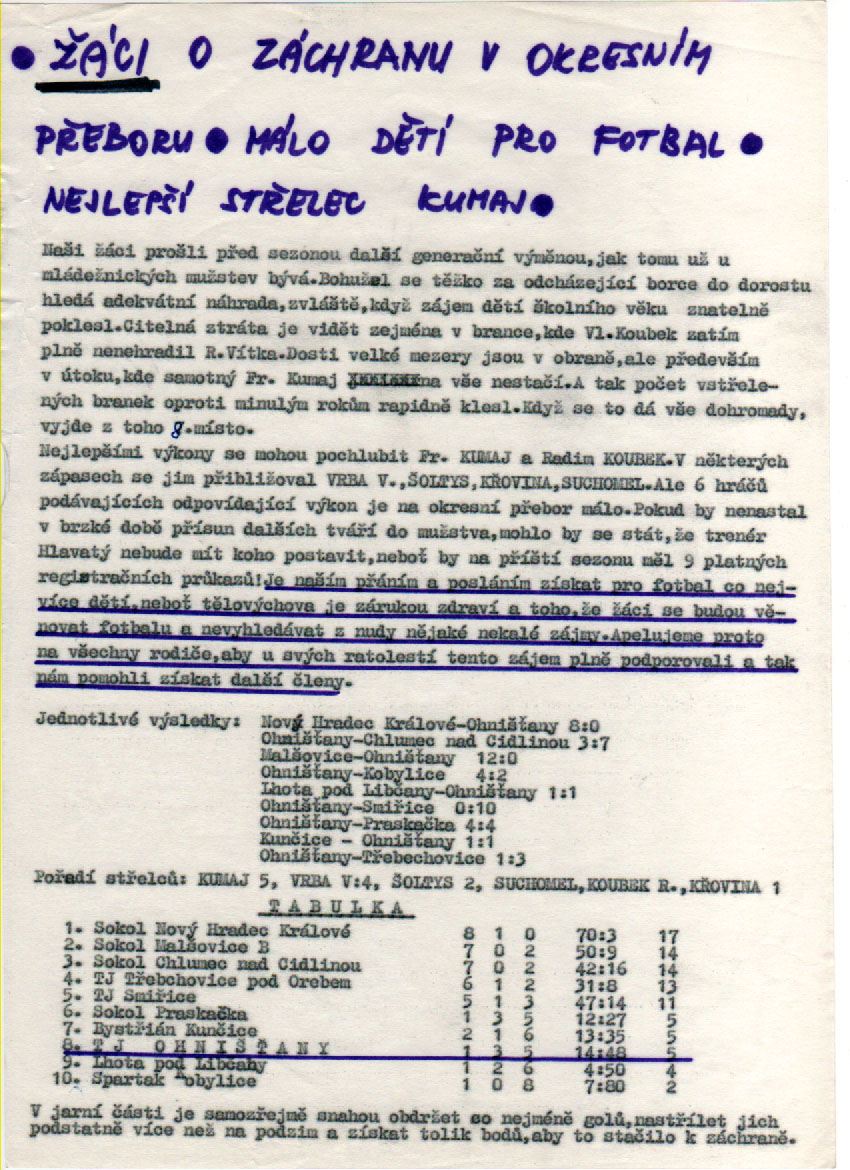 ● ŽÁCI O ZÁCHRANU V OKRESNÍM
PŘEBORU ● MÁLO DĚTÍ PRO FOTBAL ●
NEJLEPŠÍ STŘELEC KUMAJ ●
Naši žáci prošli před sezonou další generační výměnou,jak tomu už u
mládežnických mužstev bývá.Bohužel se těžko za odcházející borce do dorostu
hledá adekvátní náhrada,zvláště,když zájem dětí školního věku znatelně
poklesl.Citelná ztráta je vidět zejména v brance,kde Vl.Koubek zatím
plně nenehradil R.Vítka.Dosti velké mezery jsou v obraně,ale především
v útoku,kde samotný Fr. Kumaj na vše nestačí.A tak počet vstřele-
ných branek oproti minulým rokům rapidně klesl.Když se to dá vše dohromady,
vyjde z toho 8.místo.
Nejlepšími výkony se mohou pochlubit Fr. KUMAJ a Radim KOUBEK.V některých
zápasech se jim přibližoval VRBA V.,ŠOLTYS,KŘOVINA,SUCHOMEL.Ale 6 hráčů
podávajících odpovídající výkon je na okresní přebor málo.Pokud by nenastal
v brzké době přísun dalších tváří do mužstva,mohlo by se stát,že trenér
Hlavatý nebude mít koho postavit,neboť by na příští sezonu měl 9 platných
registračních průkazů!Je naším přáním a posláním získat pro fotbal co nej-
více dětí,neboť tělovýchova je zárukou zdraví a toho,že žáci se budou vě-
novat fotbalu a nevyhledávat z nudy nějaké nekalé zájmy.Apelujeme proto
na všechny rodiče,aby u svých ratolestí tento zájem plně podporovali a tak
nám pomohli získat další členy.
Jednotlivé výsledky: Nový Hradec Králové-Ohnišťany 8:0
Ohnišťany-Chlumec nad Cidlinou 3:7
Malšovice-Ohnišťany 12:0
Ohnišťany-Kobylice 4:2
Lhota pod Libčany-Ohnišťany 1:1
Ohnišťany-Smiřice 0:10
Ohnišťany-Praskačka 4:4
Kunčice - Ohnišťany 1:1
Ohnišťany-Třebechovice 1:3
Pořadí střelců: KUMAJ 5, VRBA V:4, ŠOLTYS 2, SUCHOMEL,KOUBEK R.,KŘOVINA 1
T A B U L K A
1. Sokol Nový Hradec Králové 8 1 0 70:3 17
2. Sokol Malšovice B 7 0 2 50:9 14
3. Sokol Chlumec nad Cidlinou 7 0 2 42:16 14
4. TJ Třebchovice pod Orebem 6 1 2 31:8 13
5. TJ Smiřice 5 1 3 47:14 11
6. Sokol Praskačka 1 3 5 12:27 5
7. Bystřián Kunčice 2 1 6 13:35 5
8. T J O H N I Š Ť A N Y 1 3 5 14:48 5
9. Lhota pod Libčany 1 2 6 4:50 4
10. Spartak Kobylice 1 0 8 7:80 2
V jarní části je samozřejmě snahou obdržet co nejméně golů,nastřílet jich
podstatně více než na podzim a získat tolik bodů,aby to stačilo k záchraně.